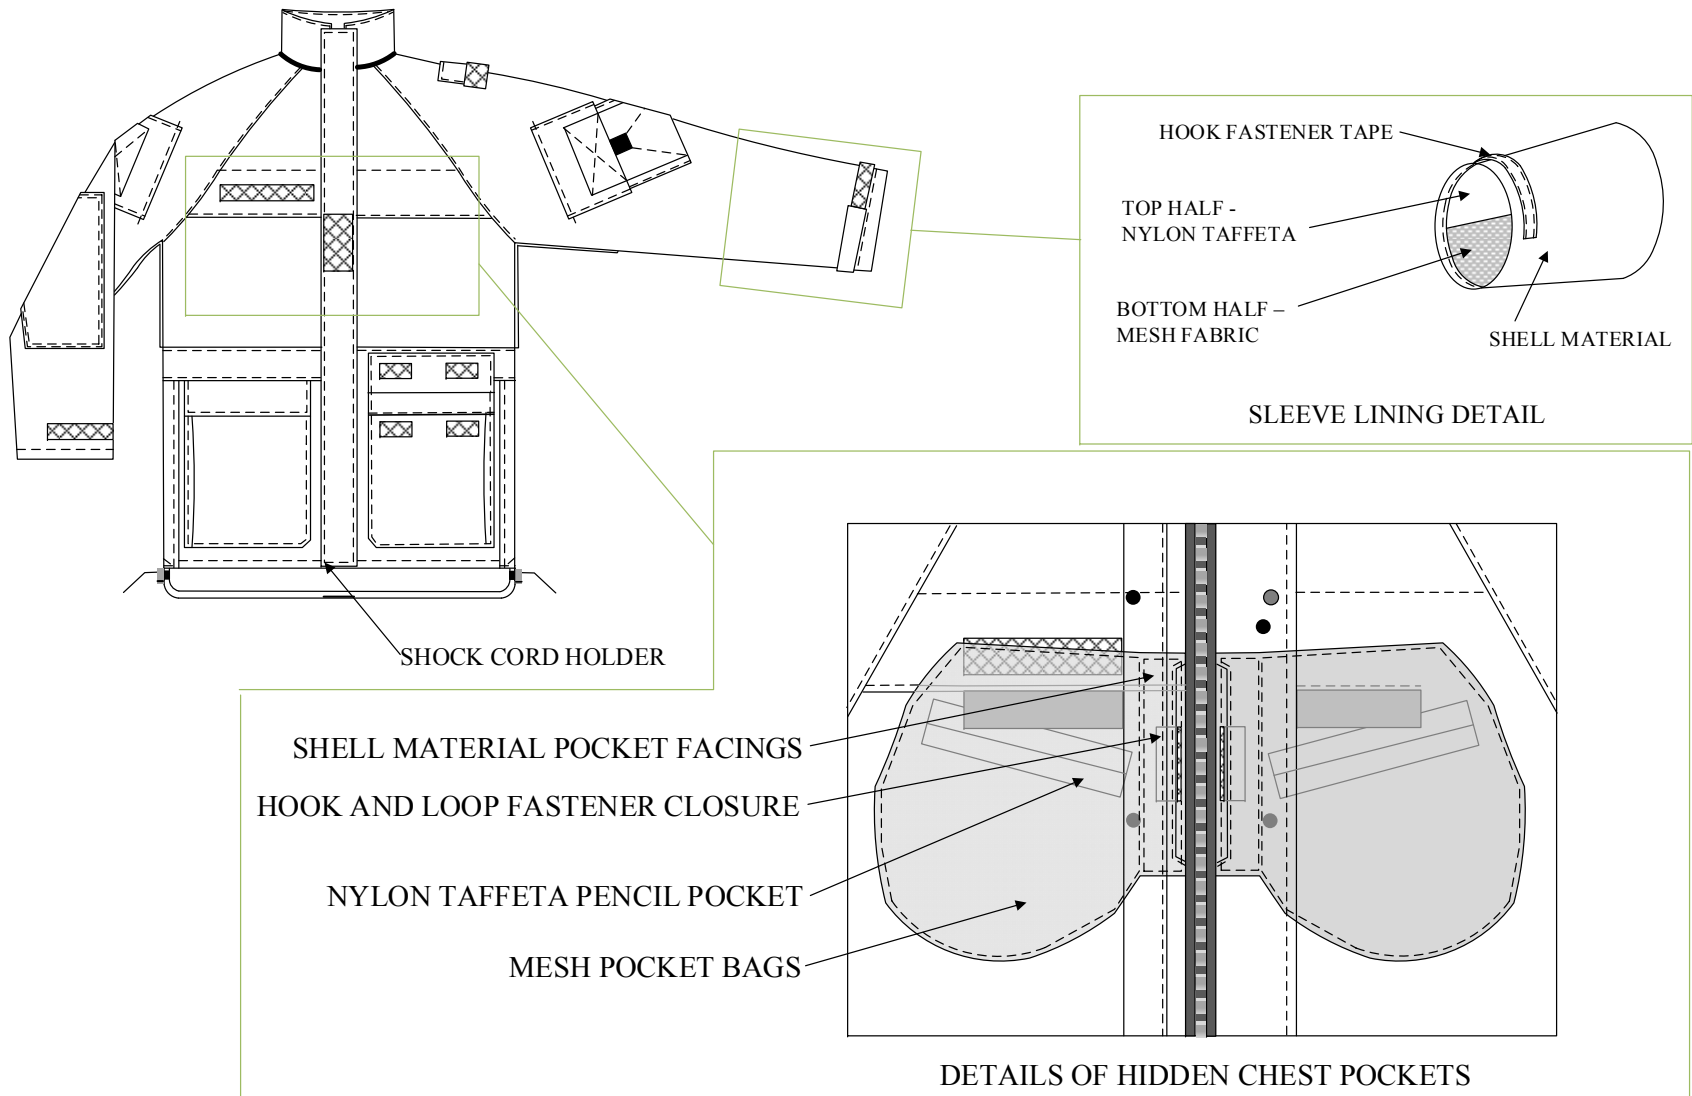 HOOK FASTENER TAPE
TOP HALF -
NYLON TAFFETA
BOTTOM HALF –
MESH FABRIC
SHELL MATERIAL
SLEEVE LINING DETAIL
SHOCK CORD HOLDER
SHELL MATERIAL POCKET FACINGS
HOOK AND LOOP FASTENER CLOSURE
NYLON TAFFETA PENCIL POCKET
MESH POCKET BAGS
DETAILS OF HIDDEN CHEST POCKETS